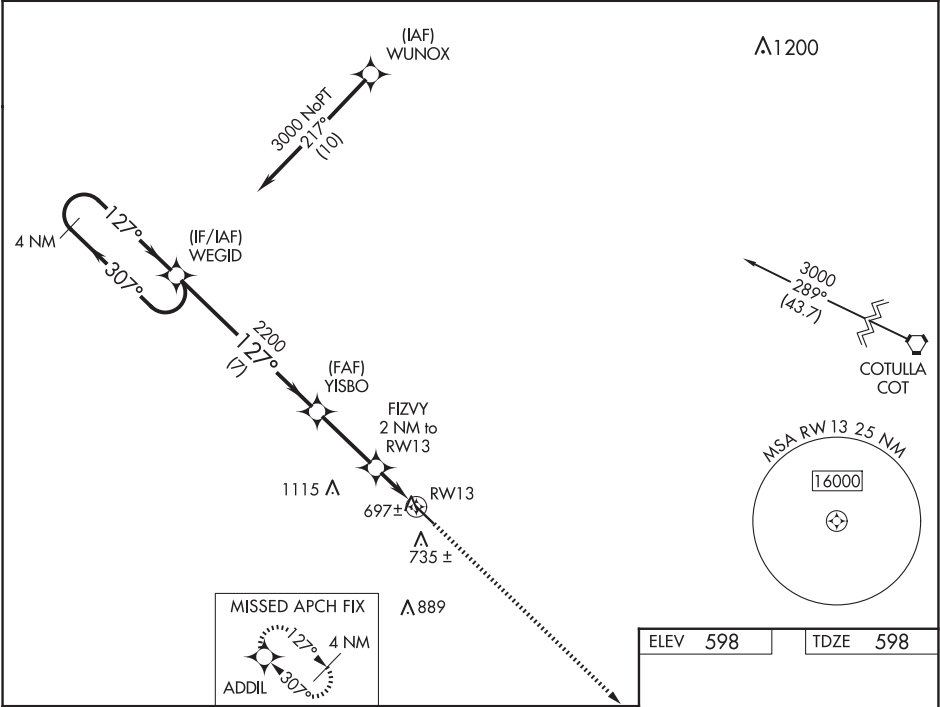 (IAF)
WUNOX
1200
3000 NoPT
217°
(10)
127°
4 NM
307°
(IF/IAF)
WEGID
2200
127°
(7)
(FAF)
YISBO
FIZVY
2 NM to
RW13
3000
289°
(43.7)
COTULLA
COT
1115
697±
RW13
735 ±
889
MSA RW 13 25 NM
16000
MISSED APCH FIX
127°
4 NM
307°
ADDIL
ELEV 598
TDZE 598